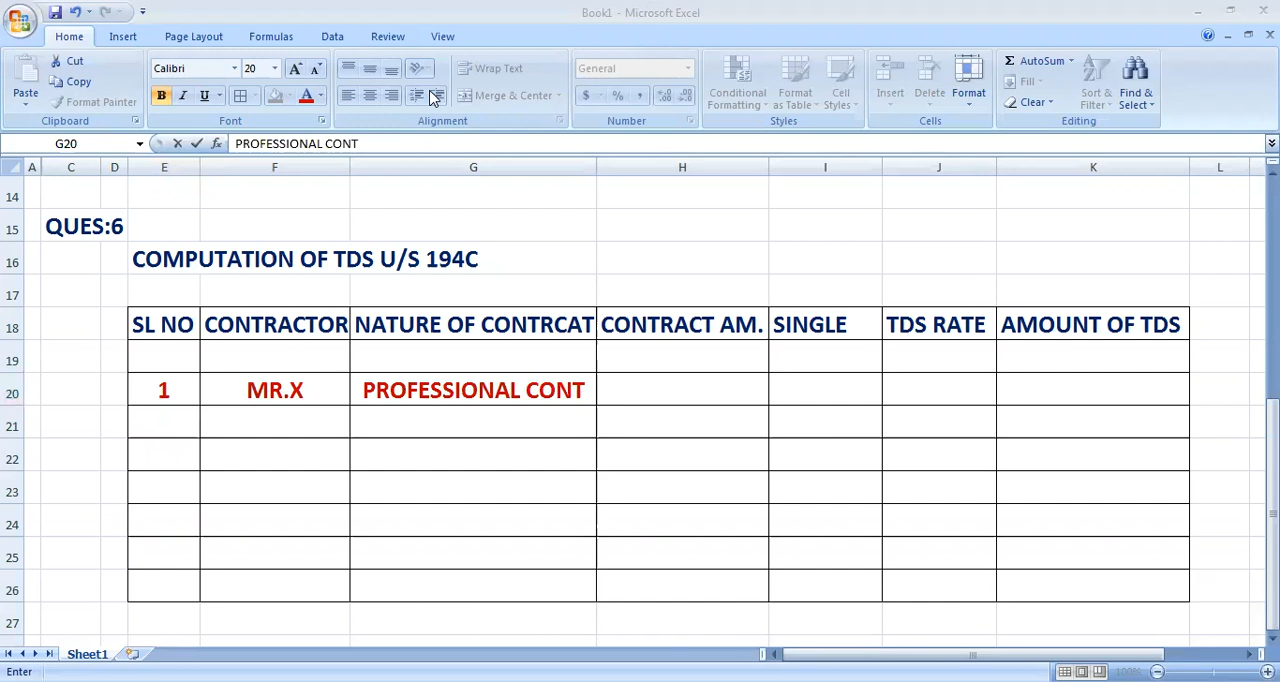 Book1 - Microsoft Excel
Home Insert Page Layout Formulas Data Review View
Paste Cut Copy Format Painter Clipboard
Calibri 20 A A B I U A Font
Wrap Text Merge & Center Alignment
General $ % , Number
Conditional Formatting Format as Table Cell Styles Styles
Insert Delete Format Cells
Σ AutoSum Fill Clear Sort & Filter Find & Select Editing
G20 fx PROFESSIONAL CONT
A C D E F G H I J K L
14
15 QUES:6
16 COMPUTATION OF TDS U/S 194C
17
18 SL NO CONTRACTOR NATURE OF CONTRCAT CONTRACT AM. SINGLE TDS RATE AMOUNT OF TDS
19
20 1 MR.X PROFESSIONAL CONT
21
22
23
24
25
26
27
Sheet1
Enter 100%